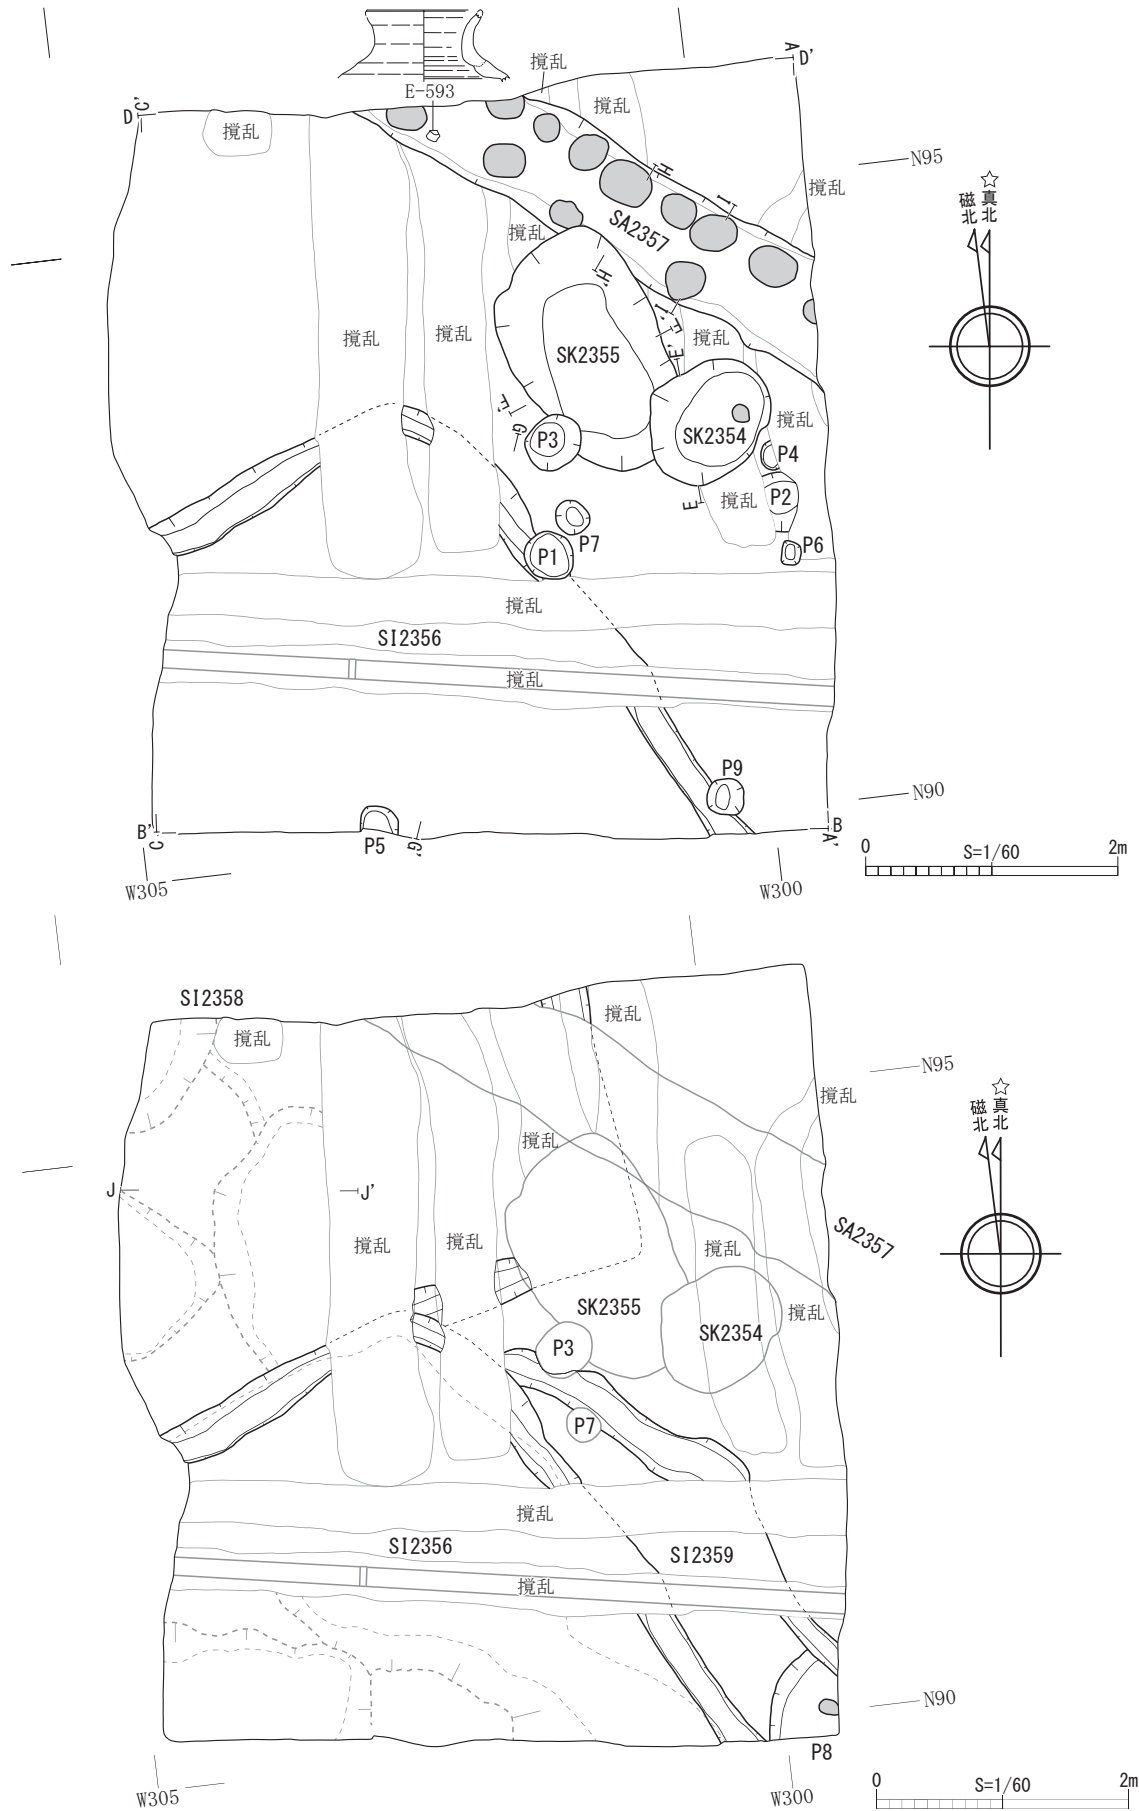 A
D'
攪乱
E-593
D
C'
攪乱
攪乱
N95
H
攪乱
I
☆
磁北
真北
SA2357
攪乱
H'
I'
F'
攪乱
攪乱
攪乱
E'
SK2355
F
G
P3
SK2354
攪乱
P4
E
攪乱
P2
P7
P1
P6
攪乱
SI2356
攪乱
P9
N90
B'
C
P5
G'
B
A'
0
S=1/60
2m
W305
W300
SI2358
攪乱
攪乱
N95
攪乱
☆
磁北
真北
攪乱
J
J'
SA2357
攪乱
攪乱
攪乱
SK2355
攪乱
SK2354
P3
P7
攪乱
SI2356
SI2359
攪乱
N90
P8
0
S=1/60
2m
W305
W300